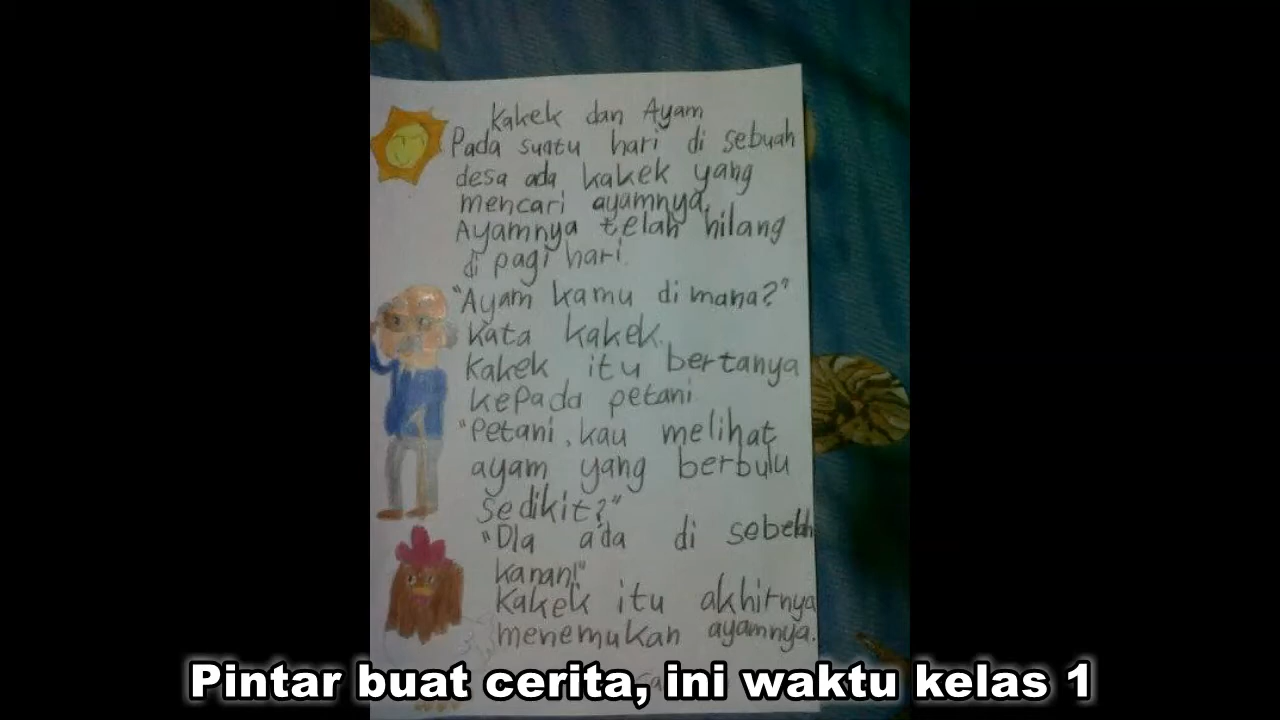 Kakek dan Ayam
Pada suatu hari di sebuah
desa ada kakek yang
mencari ayamnya.
Ayamnya telah hilang
di pagi hari.
"Ayam kamu di mana?"
Kata kakek.
Kakek itu bertanya
kepada petani.
"Petani, kau melihat
ayam yang berbulu
sedikit?"
"Dia ada di sebelah
kanan!"
Kakek itu akhirnya
menemukan ayamnya.
Pintar buat cerita, ini waktu kelas 1